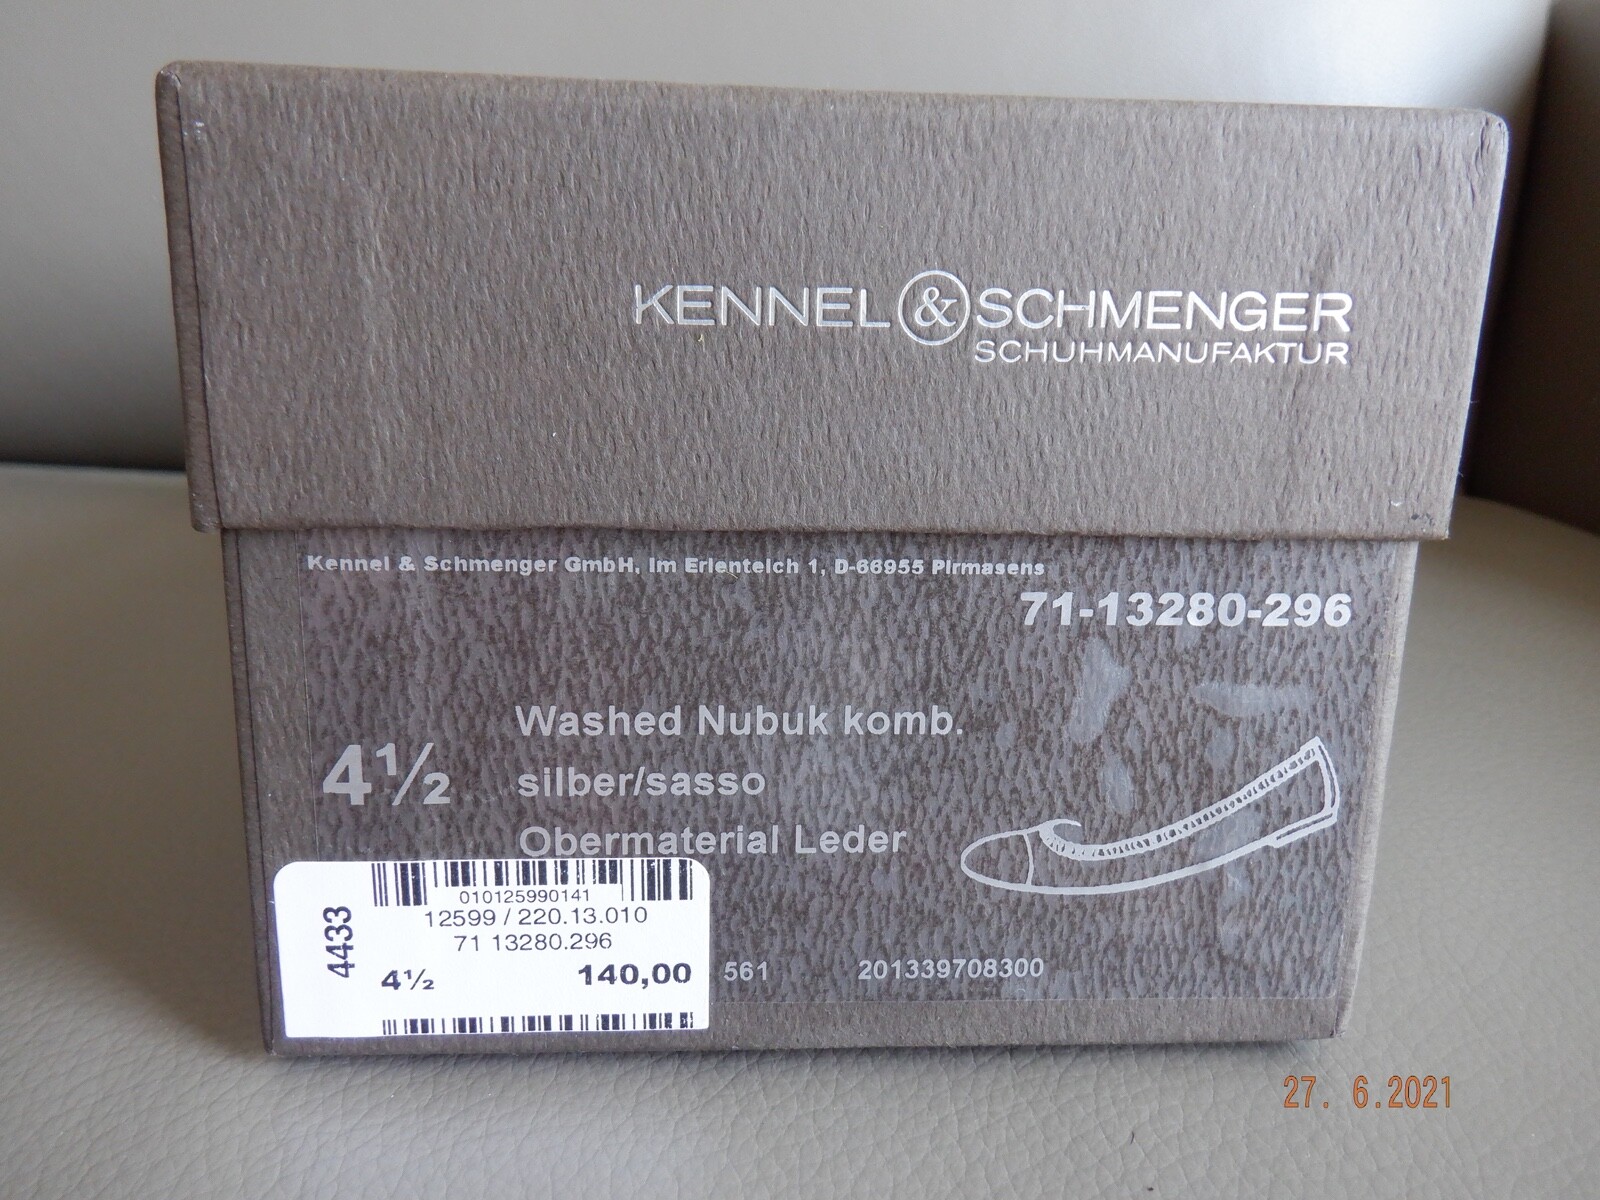 KENNEL & SCHMENGER
SCHUHMANUFAKTUR
Kennel & Schmenger GmbH, Im Erlenteich 1, D-66955 Pirmasens
71-13280-296
Washed Nubuk komb.
4½
silber/sasso
Obermaterial Leder
010125990141
12599 / 220.13.010
71 13280.296
4433
4½ 140,00
561 201339708300
27. 6.2021